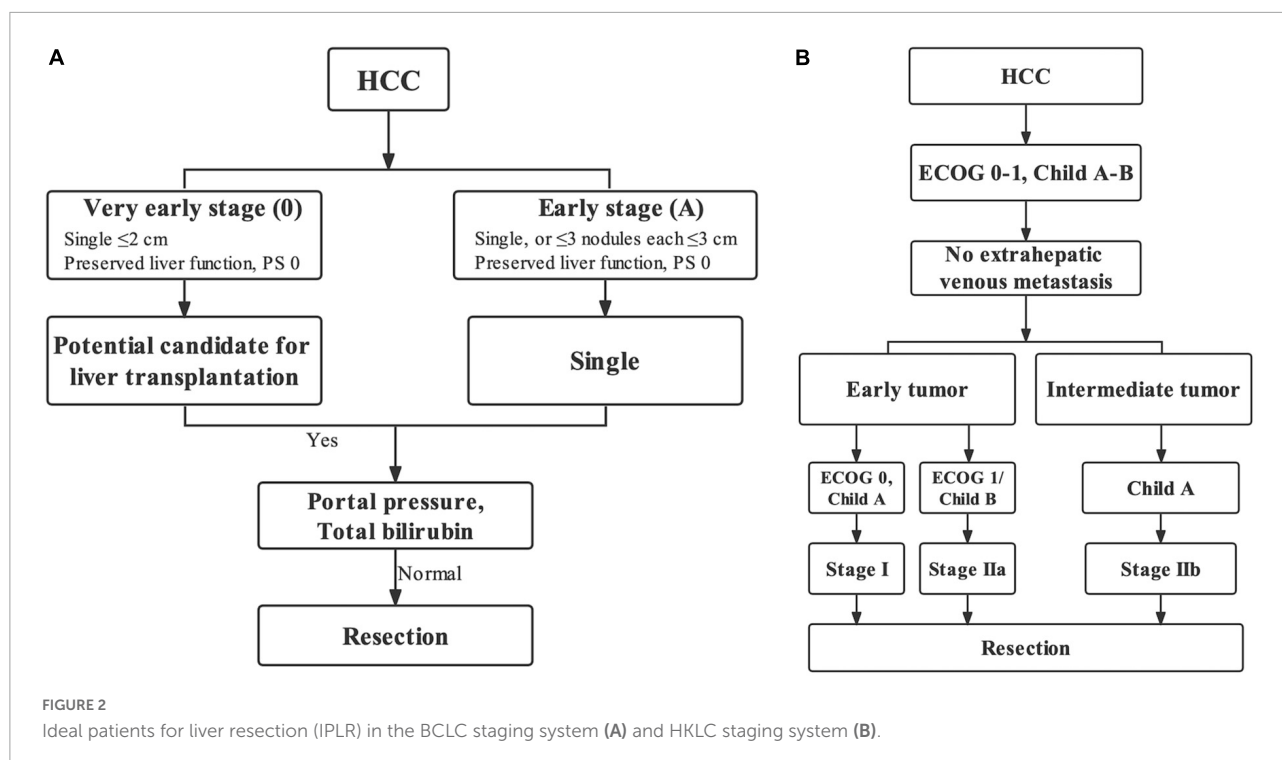 A
HCC
Very early stage (0)
Single ≤2 cm
Preserved liver function, PS 0
Early stage (A)
Single, or ≤3 nodules each ≤3 cm
Preserved liver function, PS 0
Potential candidate for
liver transplantation
Single
Yes
Portal pressure,
Total bilirubin
Normal
Resection
B
HCC
ECOG 0-1, Child A-B
No extrahepatic
venous metastasis
Early tumor
Intermediate tumor
ECOG 0,
Child A
ECOG 1/
Child B
Child A
Stage I
Stage IIa
Stage IIb
Resection
FIGURE 2
Ideal patients for liver resection (IPLR) in the BCLC staging system (A) and HKLC staging system (B).